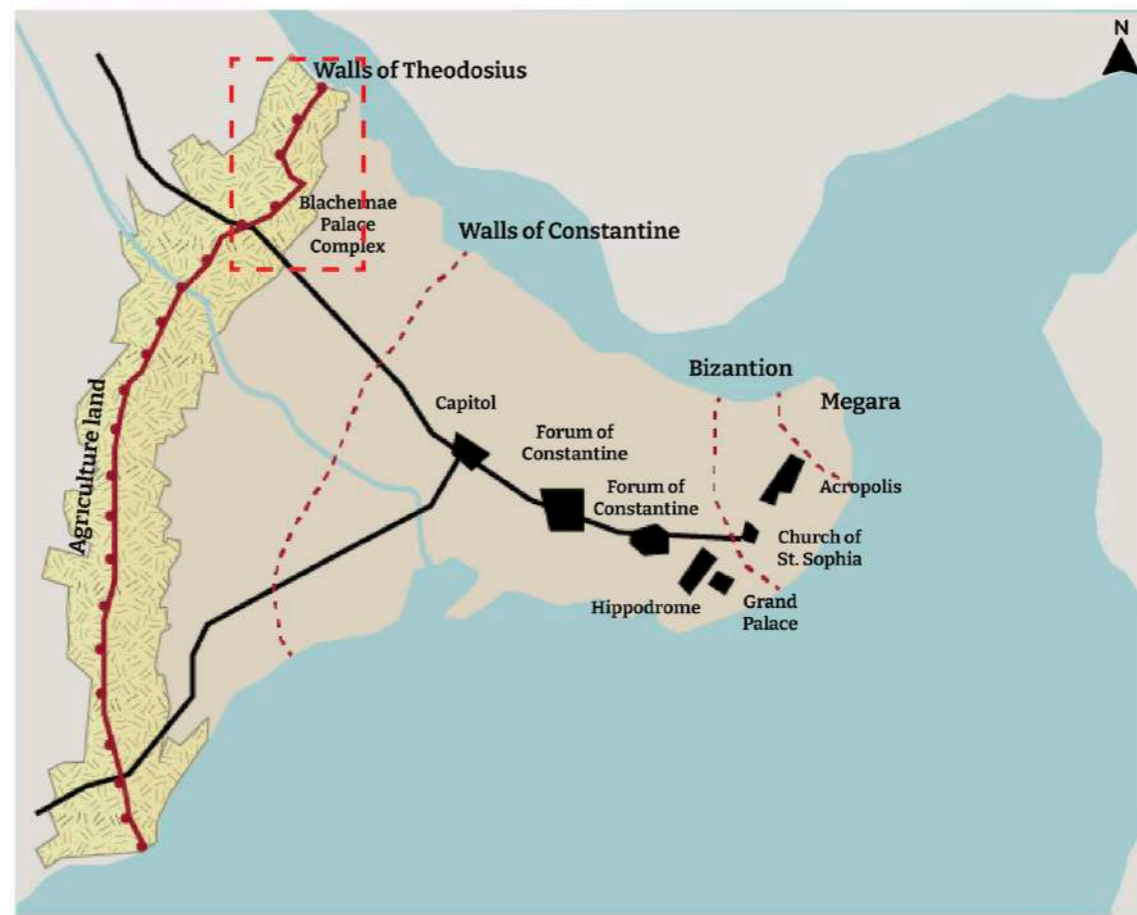 N
Walls of Theodosius
Blachernae
Palace
Complex
Walls of Constantine
Agriculture land
Bizantion
Megara
Capitol
Forum of
Constantine
Forum of
Constantine
Acropolis
Church of
St. Sophia
Hippodrome
Grand
Palace